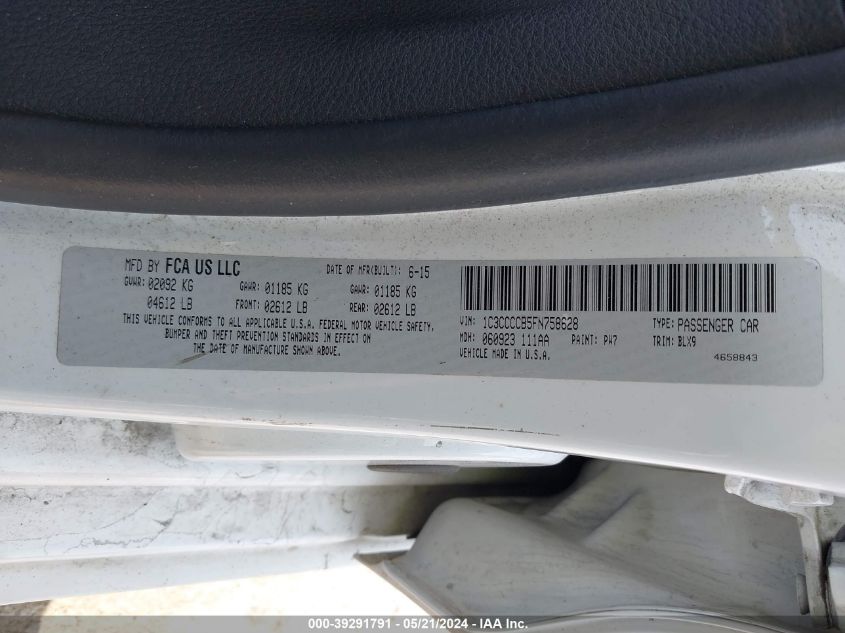 MFD BY FCA US LLC
DATE OF MFR(BUILT): 6-15
GVWR: 02092 KG GAWR: 01185 KG GAWR: 01185 KG
04612 LB FRONT: 02612 LB REAR: 02612 LB
THIS VEHICLE CONFORMS TO ALL APPLICABLE U.S.A. FEDERAL MOTOR VEHICLE SAFETY,
BUMPER AND THEFT PREVENTION STANDARDS IN EFFECT ON
THE DATE OF MANUFACTURE SHOWN ABOVE.
VIN: 1C3CCCCB5FN758628 TYPE: PASSENGER CAR
MDH: 060923 111AA PAINT: PW7 TRIM: BLX9
VEHICLE MADE IN U.S.A.
4658843
000-39291791 - 05/21/2024 - IAA Inc.